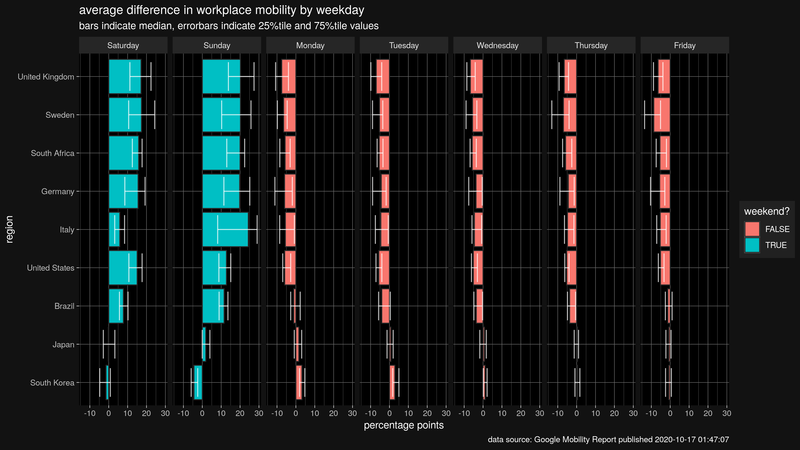 average difference in workplace mobility by weekday
bars indicate median, errorbars indicate 25%tile and 75%tile values
Saturday Sunday Monday Tuesday Wednesday Thursday Friday
United Kingdom
Sweden
South Africa
Germany
Italy
United States
Brazil
Japan
South Korea
region
weekend?
FALSE
TRUE
-10 0 10 20 30 -10 0 10 20 30 -10 0 10 20 30 -10 0 10 20 30 -10 0 10 20 30 -10 0 10 20 30 -10 0 10 20 30
percentage points
data source: Google Mobility Report published 2020-10-17 01:47:07